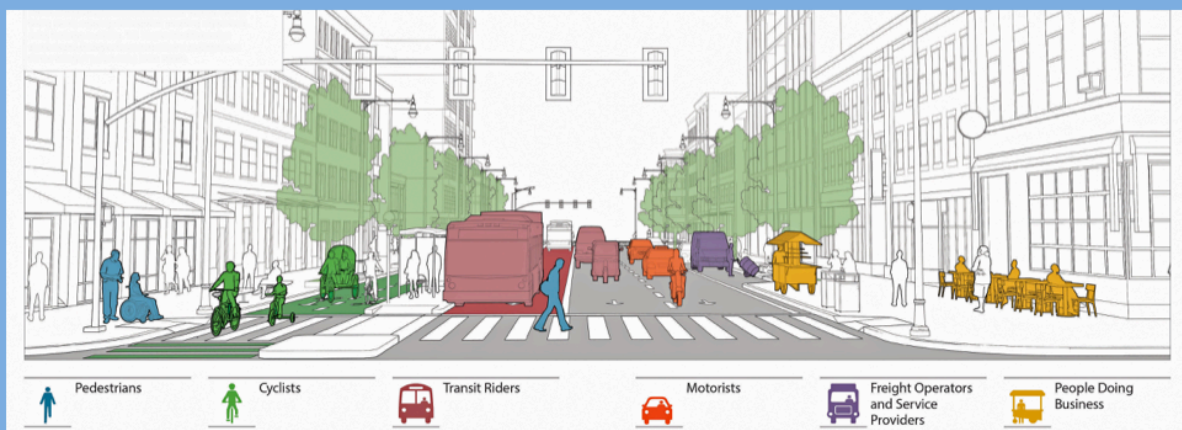 Pedestrians
Cyclists
Transit Riders
Motorists
Freight Operators
and Service
Providers
People Doing
Business